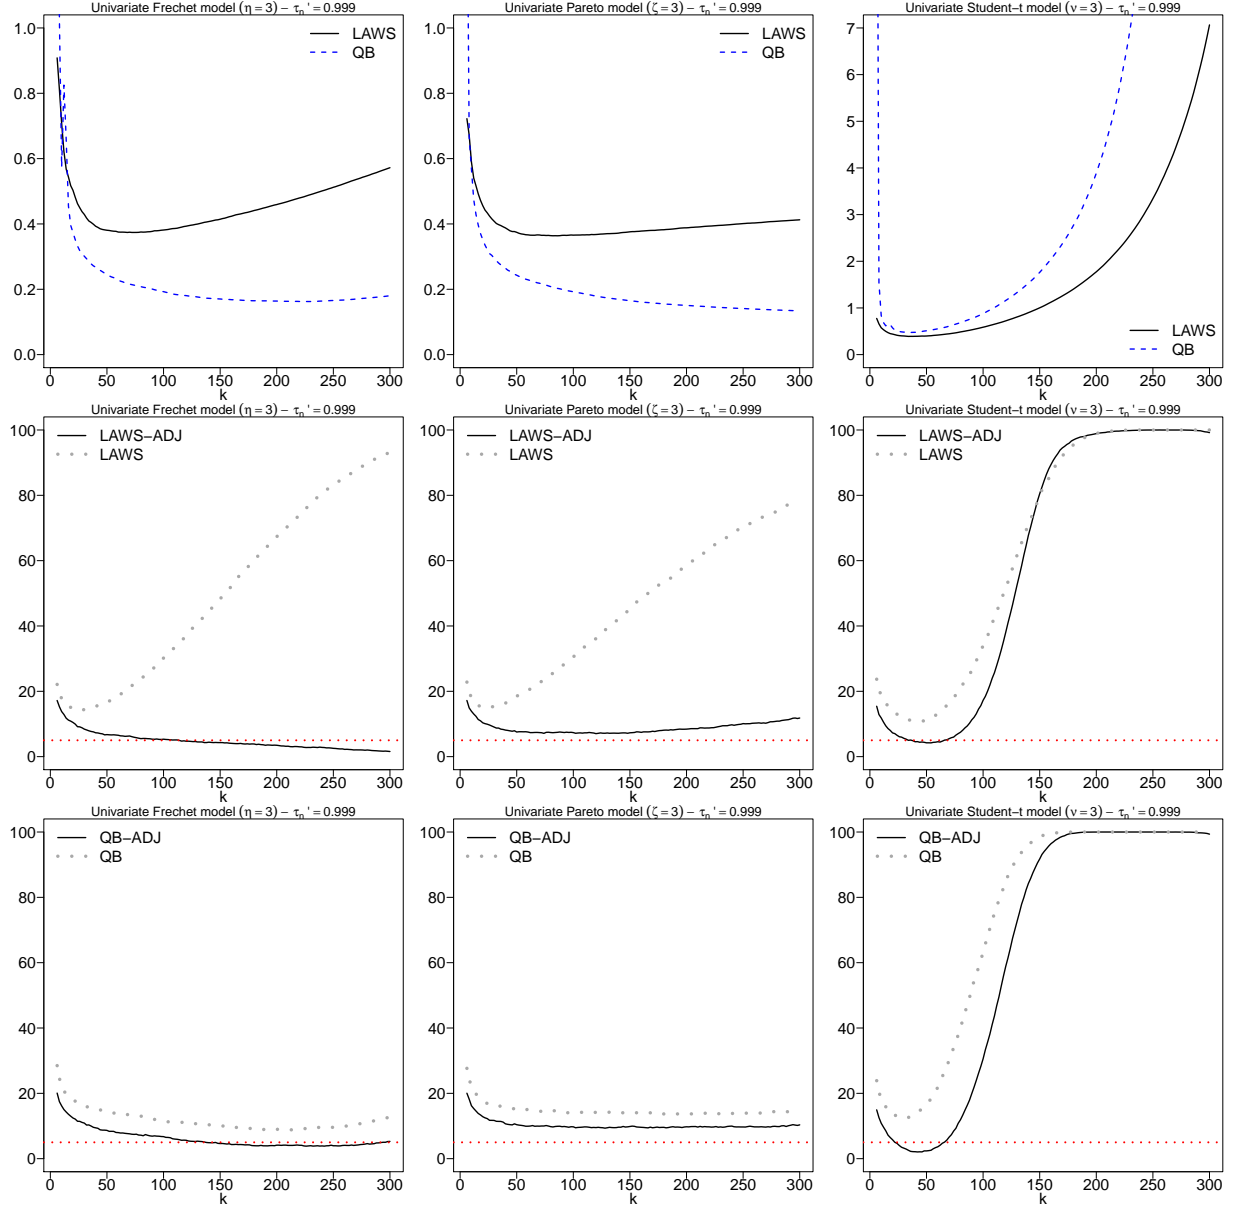 Univariate Frechet model (η = 3) − τn' = 0.999
Univariate Pareto model (ζ = 3) − τn' = 0.999
Univariate Student−t model (ν = 3) − τn' = 0.999
1.0
0.8
0.6
0.4
0.2
0.0
LAWS
QB
0 50 100 150 200 250 300
k
1.0
0.8
0.6
0.4
0.2
0.0
LAWS
QB
0 50 100 150 200 250 300
k
7
6
5
4
3
2
1
0
LAWS
QB
0 50 100 150 200 250 300
k
Univariate Frechet model (η = 3) − τn' = 0.999
Univariate Pareto model (ζ = 3) − τn' = 0.999
Univariate Student−t model (ν = 3) − τn' = 0.999
100
80
60
40
20
0
LAWS−ADJ
LAWS
0 50 100 150 200 250 300
k
100
80
60
40
20
0
LAWS−ADJ
LAWS
0 50 100 150 200 250 300
k
100
80
60
40
20
0
LAWS−ADJ
LAWS
0 50 100 150 200 250 300
k
Univariate Frechet model (η = 3) − τn' = 0.999
Univariate Pareto model (ζ = 3) − τn' = 0.999
Univariate Student−t model (ν = 3) − τn' = 0.999
100
80
60
40
20
0
QB−ADJ
QB
0 50 100 150 200 250 300
k
100
80
60
40
20
0
QB−ADJ
QB
0 50 100 150 200 250 300
k
100
80
60
40
20
0
QB−ADJ
QB
0 50 100 150 200 250 300
k